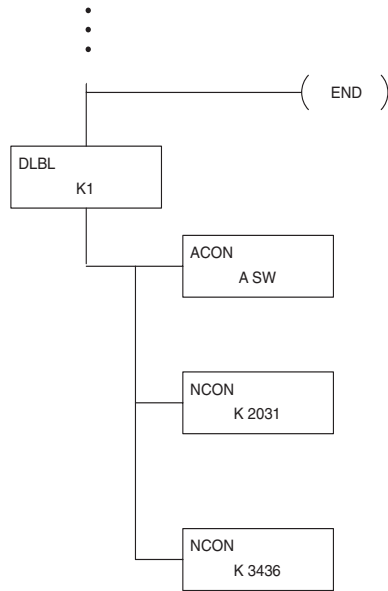 END
DLBL
K1
ACON
A SW
NCON
K 2031
NCON
K 3436